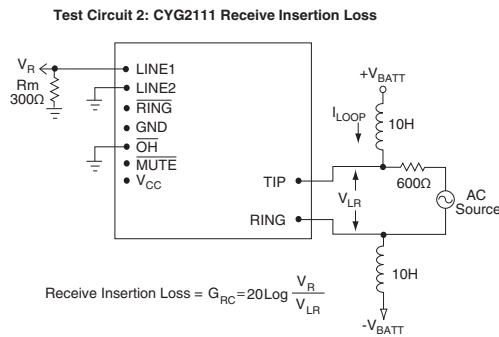 Test Circuit 2: CYG2111 Receive Insertion Loss
V_R
Rm
300Ω
LINE1
LINE2
RING
GND
OH
MUTE
V_CC
TIP
RING
+V_BATT
I_LOOP
10H
600Ω
V_LR
AC
Source
10H
-V_BATT
Receive Insertion Loss = G_RC = 20Log V_R / V_LR